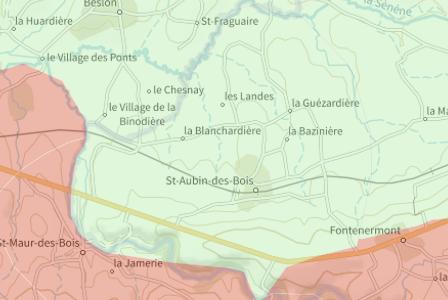 Besion
la Sénène
la Huardière
St-Fraguaire
le Village des Ponts
le Chesnay
les Landes
la Guézardière
le Village de la
Binodière
la Blanchardière
la Bazinière
St-Aubin-des-Bois
Fontenermont
St-Maur-des-Bois
la Jamerie